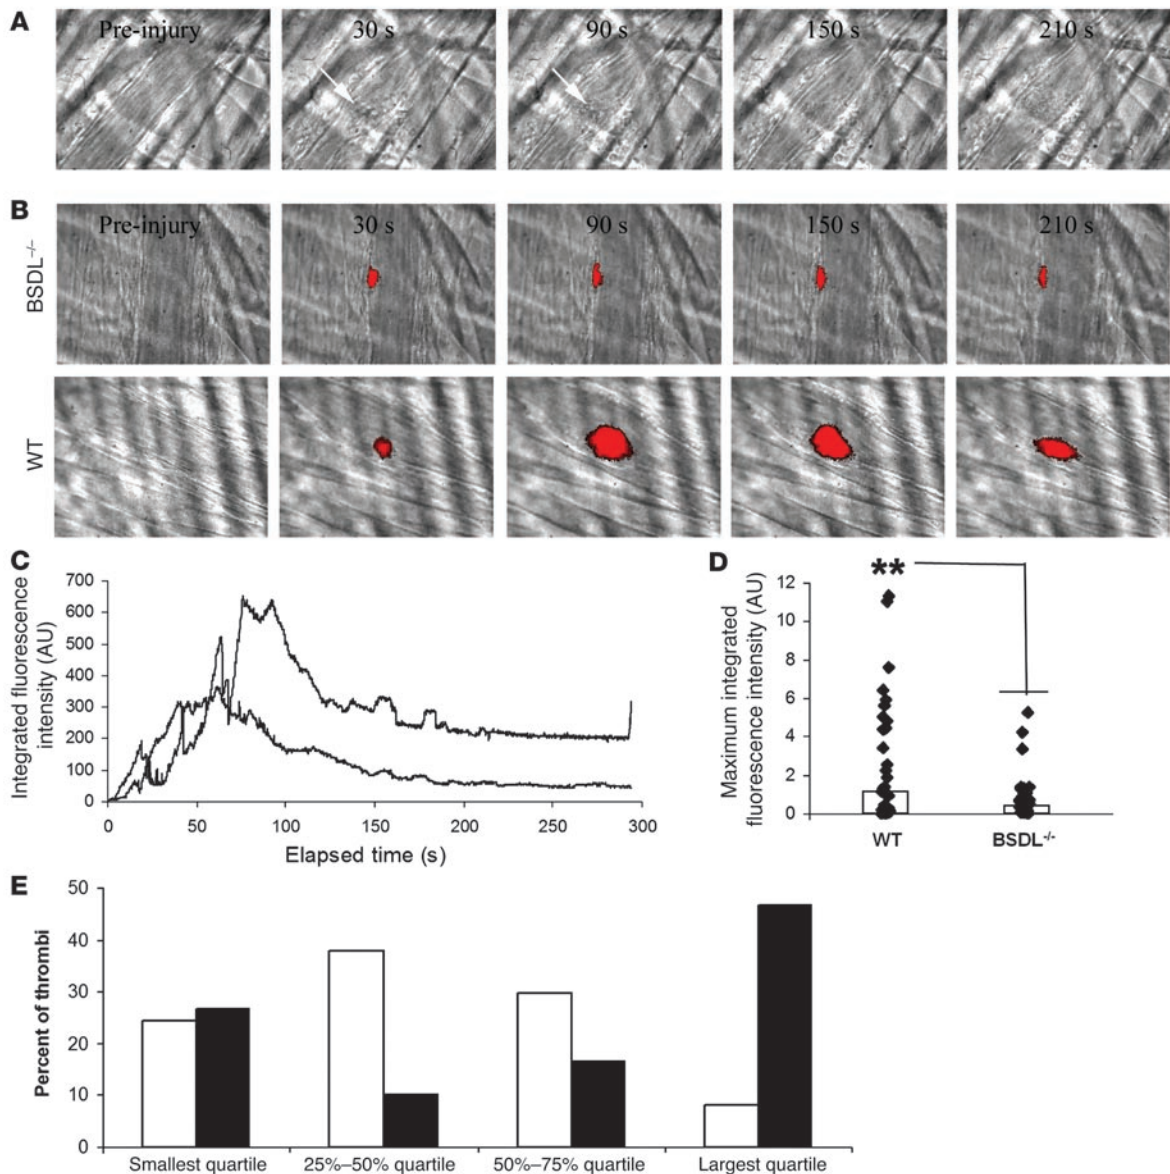 A
Pre-injury 30 s 90 s 150 s 210 s
B
BSDL⁻/⁻
Pre-injury 30 s 90 s 150 s 210 s
WT
C
Integrated fluorescence
intensity (AU)
700
600
500
400
300
200
100
0
0 50 100 150 200 250 300
Elapsed time (s)
D
**
Maximum integrated
fluorescence intensity (AU)
12
10
8
6
4
2
0
WT BSDL⁻/⁻
E
Percent of thrombi
50
40
30
20
10
0
Smallest quartile 25%–50% quartile 50%–75% quartile Largest quartile